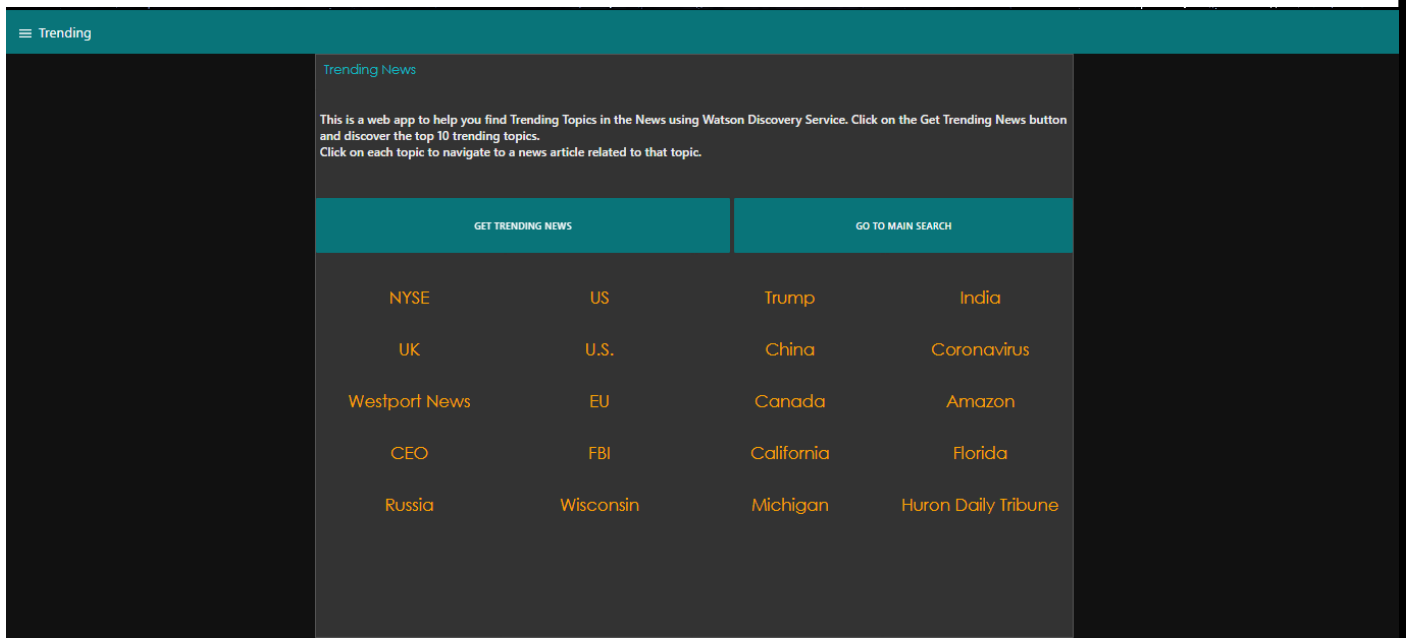 Trending
Trending News
This is a web app to help you find Trending Topics in the News using Watson Discovery Service. Click on the Get Trending News button
and discover the top 10 trending topics.
Click on each topic to navigate to a news article related to that topic.
GET TRENDING NEWS GO TO MAIN SEARCH
NYSE US Trump India
UK U.S. China Coronavirus
Westport News EU Canada Amazon
CEO FBI California Florida
Russia Wisconsin Michigan Huron Daily Tribune